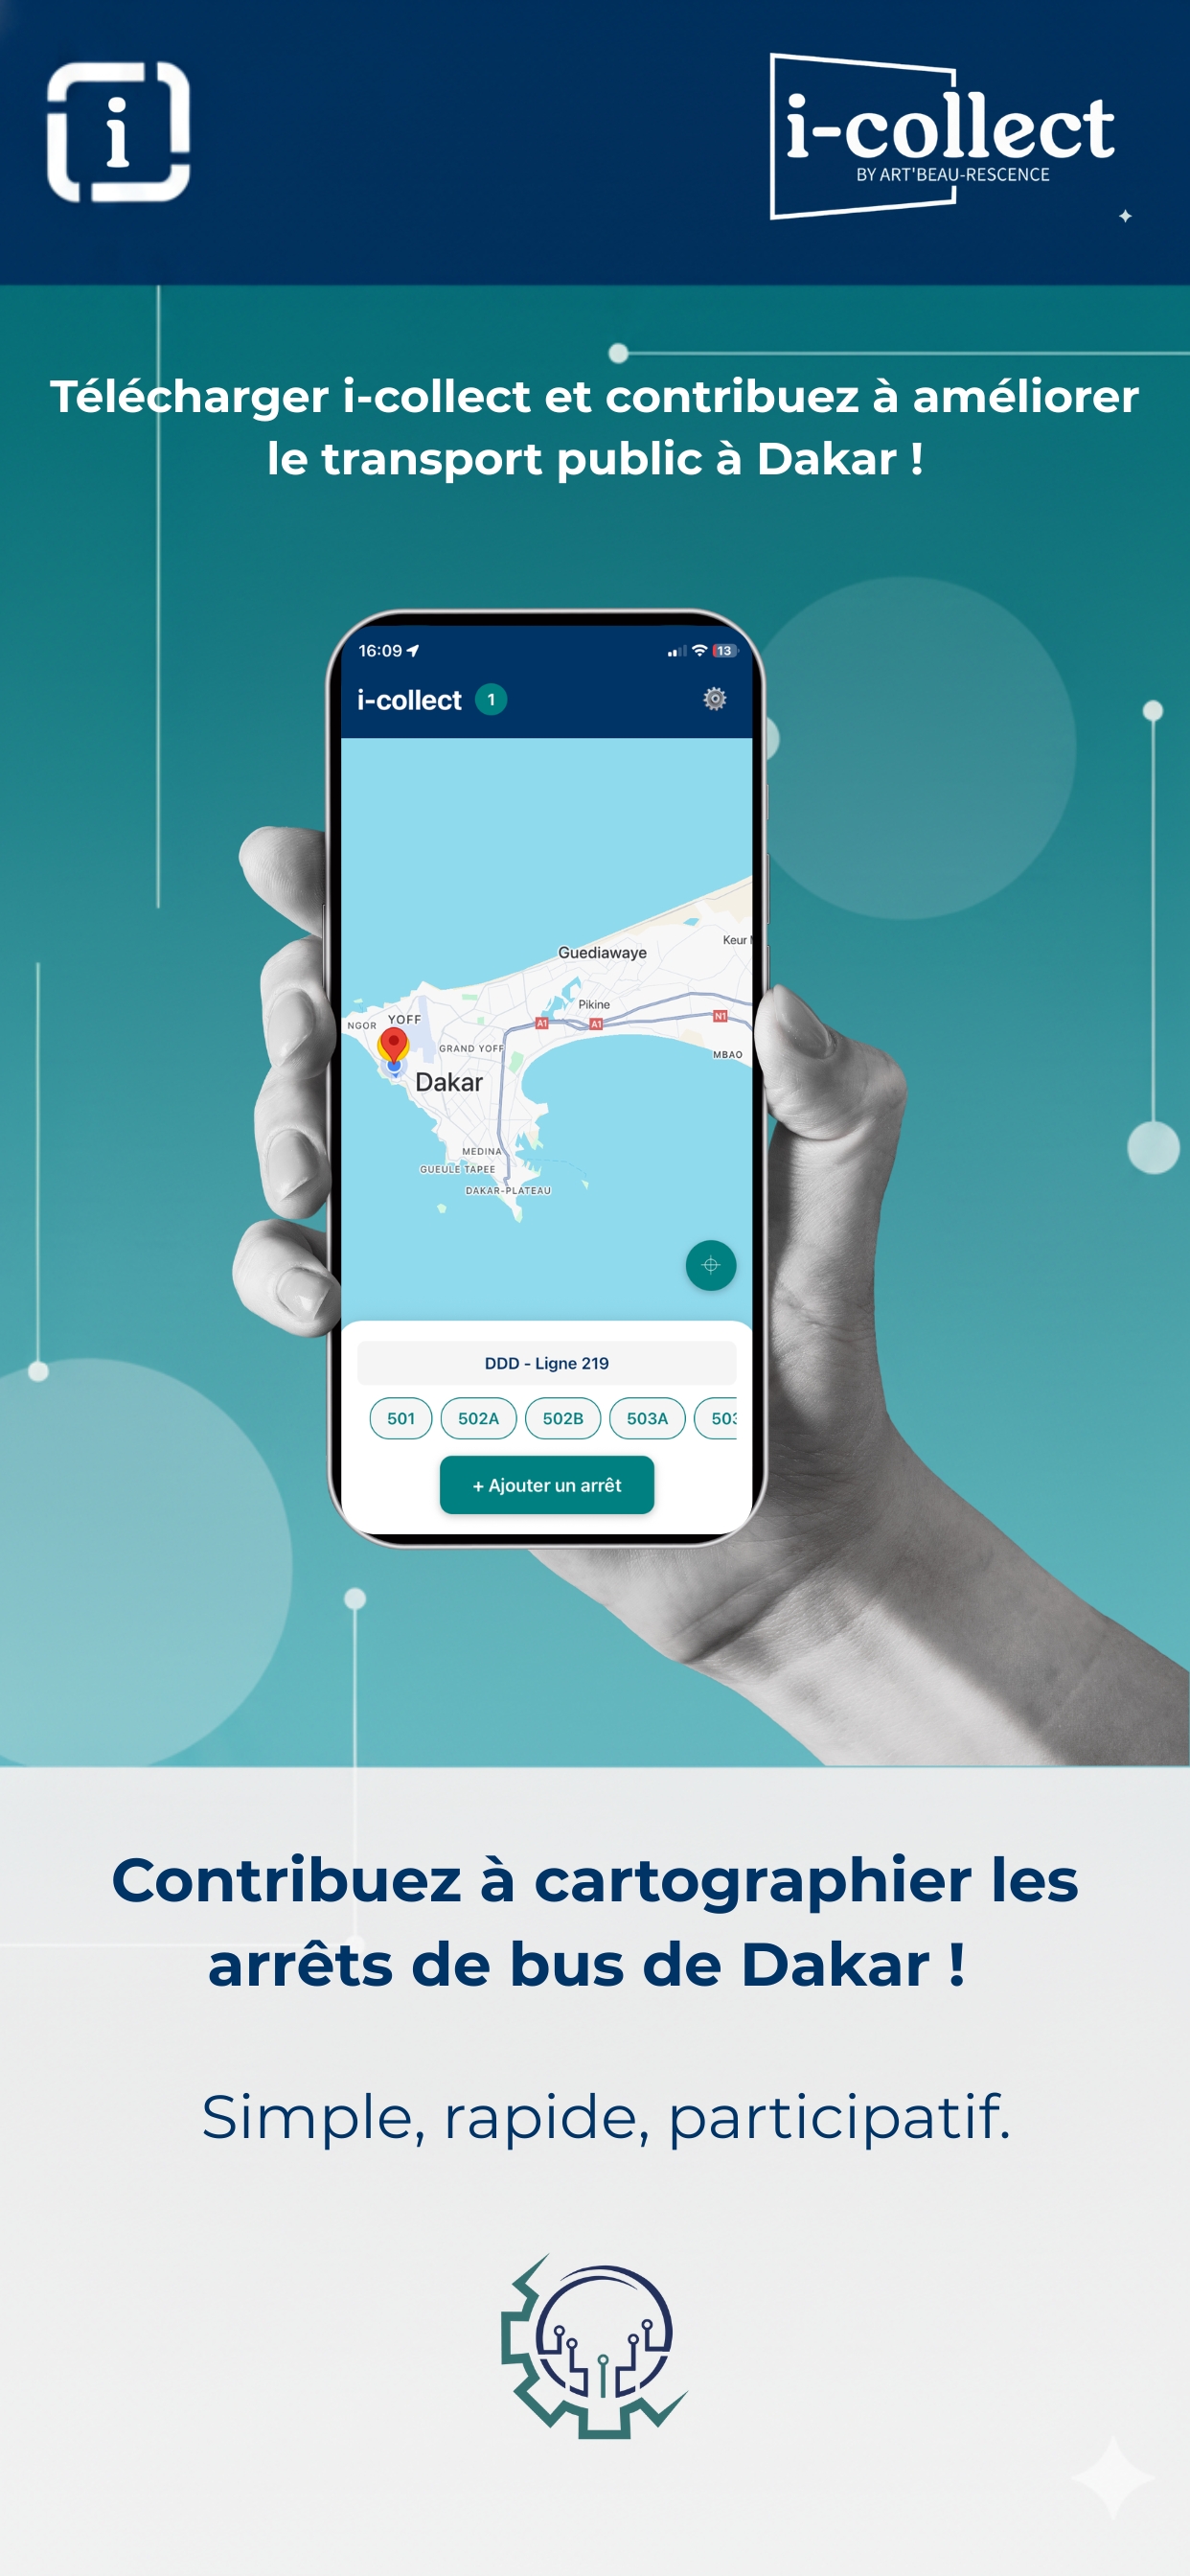 i
i-collect
BY ART'BEAU-RESCENCE
Télécharger i-collect et contribuez à améliorer
le transport public à Dakar !
16:09
13
i-collect 1
Guediawaye
Keur
Pikine
NGOR
YOFF
A1
A1
N1
GRAND YOFF
MBAO
Dakar
MEDINA
GUEULE TAPEE
DAKAR-PLATEAU
DDD - Ligne 219
501 502A 502B 503A 503
+ Ajouter un arrêt
Contribuez à cartographier les
arrêts de bus de Dakar !
Simple, rapide, participatif.